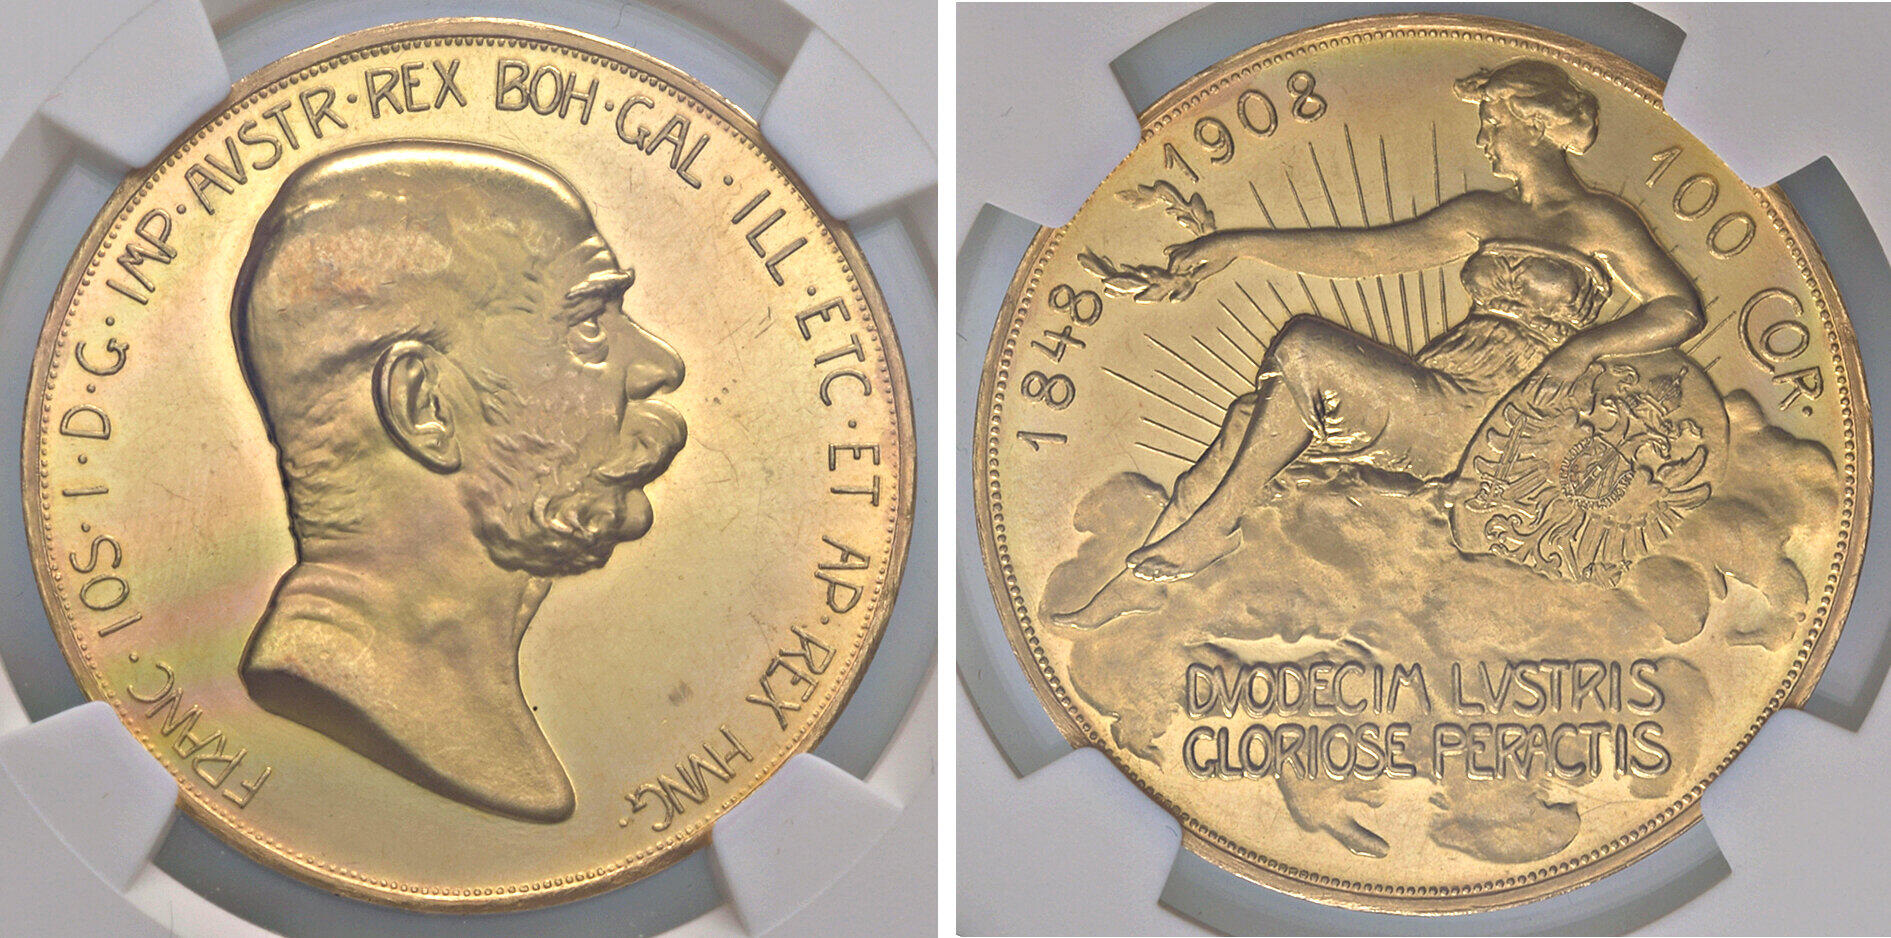 FRANC. IOS. I. D. G. IMP. AVSTR. REX BOH. GAL. ILL. ETC. ET AP. REX HVNG.
1848 1908
100 COR.
DVODECIM LVSTRIS
GLORIOSE PERACTIS